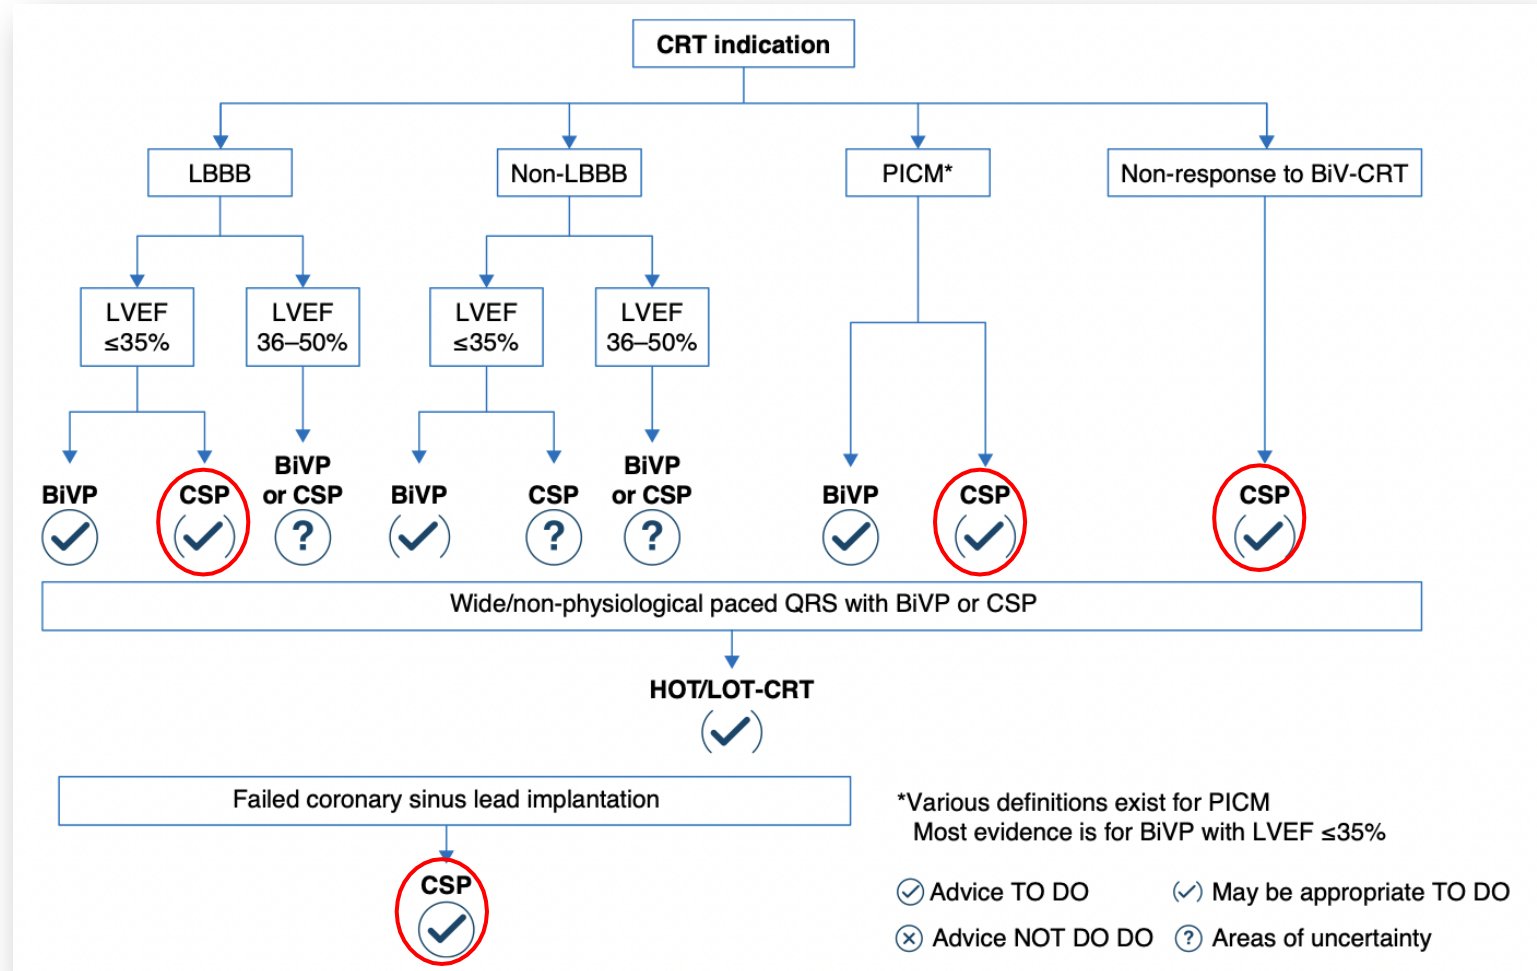 CRT indication
LBBB
Non-LBBB
PICM*
Non-response to BiV-CRT
LVEF
≤35%
LVEF
36–50%
LVEF
≤35%
LVEF
36–50%
BiVP
CSP
BiVP
or CSP
?
BiVP
CSP
?
BiVP
or CSP
?
BiVP
CSP
CSP
Wide/non-physiological paced QRS with BiVP or CSP
HOT/LOT-CRT
Failed coronary sinus lead implantation
CSP
*Various definitions exist for PICM
Most evidence is for BiVP with LVEF ≤35%
Advice TO DO
May be appropriate TO DO
Advice NOT DO DO
? Areas of uncertainty